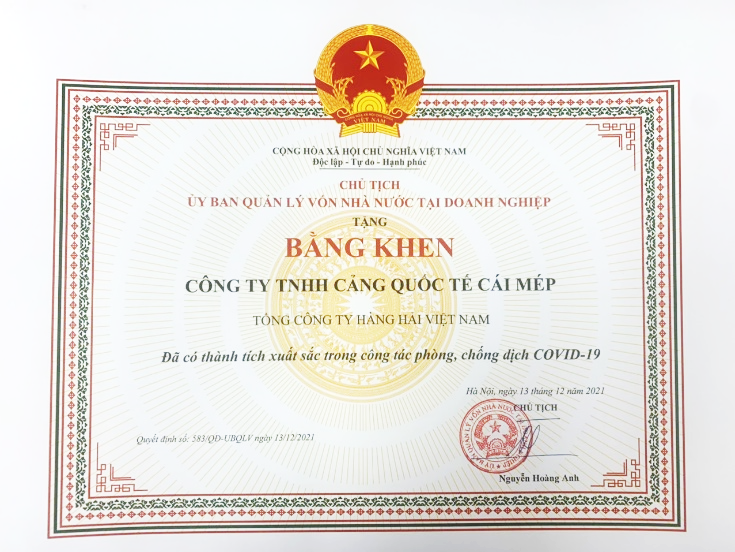 VIỆT NAM
CỘNG HÒA XÃ HỘI CHỦ NGHĨA VIỆT NAM
Độc lập - Tự do - Hạnh phúc
CHỦ TỊCH
ỦY BAN QUẢN LÝ VỐN NHÀ NƯỚC TẠI DOANH NGHIỆP
TẶNG
BẰNG KHEN
CÔNG TY TNHH CẢNG QUỐC TẾ CÁI MÉP
TỔNG CÔNG TY HÀNG HẢI VIỆT NAM
Đã có thành tích xuất sắc trong công tác phòng, chống dịch COVID-19
Hà Nội, ngày 13 tháng 12 năm 2021
CHỦ TỊCH
Quyết định số: 583/QĐ-UBQLV ngày 13/12/2021
Nguyễn Hoàng Anh